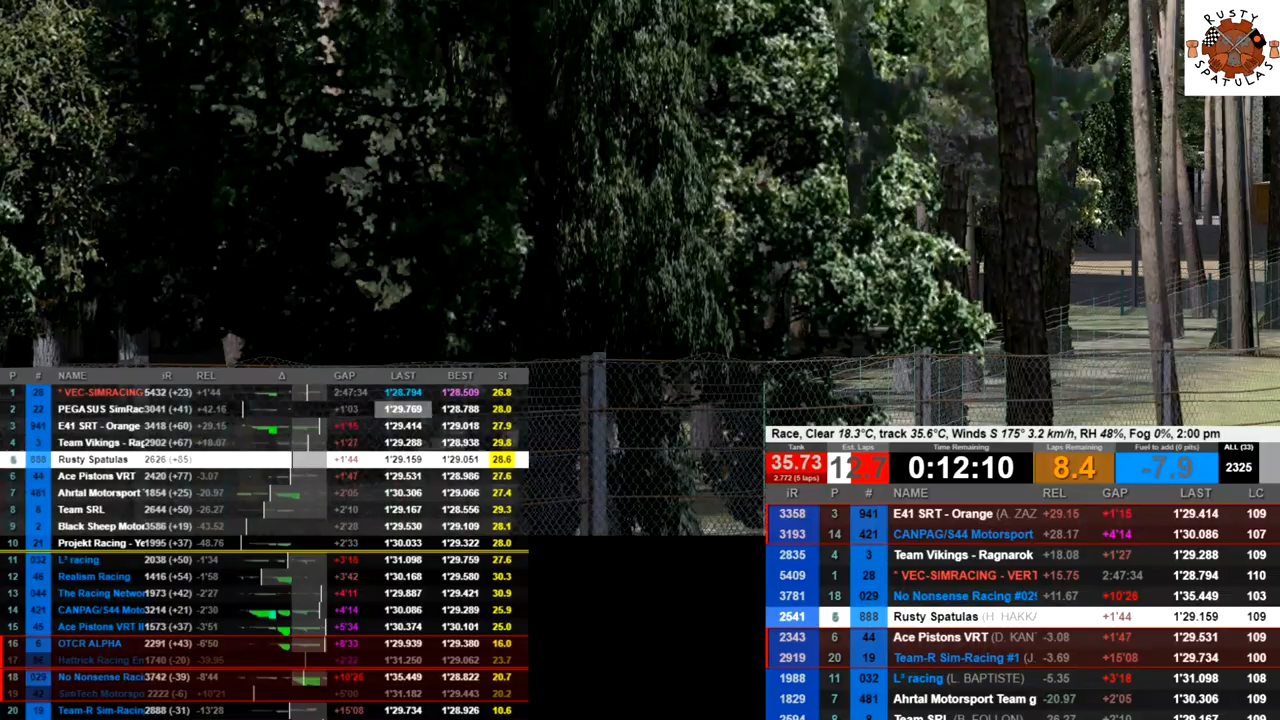 RUSTY
SPATULAS
P # NAME iR REL Δ GAP LAST BEST St
1 28 * VEC-SIMRACING 5432 (+23) +1'44 2:47:34 1'28.794 1'28.509 26.8
2 22 PEGASUS SimRac 3041 (+41) +42.16 +1'03 1'29.769 1'28.788 28.0
3 941 E41 SRT - Orange 3418 (+60) +29.15 +1'15 1'29.414 1'29.018 27.9
4 3 Team Vikings - Rag 2902 (+67) +18.07 +1'27 1'29.288 1'28.938 29.8
888 Rusty Spatulas 2626 (+85) +1'44 1'29.159 1'29.051 28.6
6 44 Ace Pistons VRT 2420 (+77) -3.07 +1'47 1'29.531 1'28.986 27.6
7 481 Ahrtal Motorsport 1854 (+25) -20.97 +2'05 1'30.306 1'29.066 27.4
8 8 Team SRL 2644 (+50) -26.27 +2'10 1'29.167 1'28.556 29.3
9 2 Black Sheep Moto 3586 (+19) -43.52 +2'28 1'29.530 1'29.109 28.1
10 21 Projekt Racing - Ye 1995 (+37) -48.76 +2'33 1'30.033 1'29.322 28.0
11 032 L² racing 2038 (+50) -1'34 +3'18 1'31.098 1'29.759 27.6
12 46 Realism Racing 1416 (+54) -1'58 +3'42 1'30.168 1'29.580 30.3
13 044 The Racing Networ 1973 (+42) -2'27 +4'11 1'29.887 1'29.421 30.9
14 421 CANPAG/S44 Moto 3214 (+21) -2'30 +4'14 1'30.086 1'29.289 25.9
15 45 Ace Pistons VRT II 1573 (+37) -3'51 +5'34 1'30.374 1'30.101 25.0
16 6 OTCR ALPHA 2291 (+43) -6'50 +8'33 1'29.939 1'29.380 16.0
17 Hattrick Racing En 1740 (-20) -39.95 +2'22 1'31.250 1'29.062 23.7
18 029 No Nonsense Raci 3742 (-39) -8'44 +10'26 1'35.449 1'28.822 20.7
19 42 SimTech Motorspo 2222 (-6) +10'21 +5'00 1'31.182 1'29.443 20.2
20 19 Team-R Sim-Racin 2888 (-31) -13'28 +15'08 1'29.734 1'28.926 10.6
Race, Clear 18.3°C, track 35.6°C, Winds S 175° 3.2 km/h, RH 48%, Fog 0%, 2:00 pm
Tank Est. Laps Time Remaining Laps Remaining Fuel to add (0 pits) ALL (33)
35.73 12.7 0:12:10 8.4 -7.9 2325
2.772 (5 laps)
iR P # NAME REL GAP LAST LC
3358 3 941 E41 SRT - Orange (A. ZAZ +29.15 +1'15 1'29.414 109
3193 14 421 CANPAG/S44 Motorsport +28.17 +4'14 1'30.086 107
2835 4 3 Team Vikings - Ragnarok +18.08 +1'27 1'29.288 109
5409 1 28 * VEC-SIMRACING - VERT +15.75 2:47:34 1'28.794 110
3781 18 029 No Nonsense Racing #029 +11.67 +10'26 1'35.449 103
2541 888 Rusty Spatulas (H. HAKK +1'44 1'29.159 109
2343 6 44 Ace Pistons VRT (D. KAN -3.08 +1'47 1'29.531 109
2919 20 19 Team-R Sim-Racing #1 (J. -3.69 +15'08 1'29.734 100
1988 11 032 L² racing (L. BAPTISTE) -5.35 +3'18 1'31.098 108
1829 7 481 Ahrtal Motorsport Team g -20.97 +2'05 1'30.306 109
2594 8 8 Team SRL (B. FOLLON) -26.27 +2'10 1'29.167 109